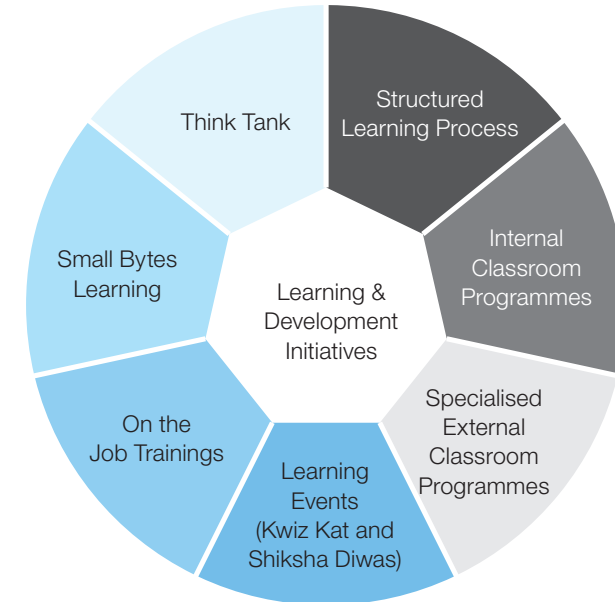 Think Tank
Structured
Learning Process
Internal
Classroom
Programmes
Specialised
External
Classroom
Programmes
Learning
Events
(Kwiz Kat and
Shiksha Diwas)
On the
Job Trainings
Small Bytes
Learning
Learning &
Development
Initiatives